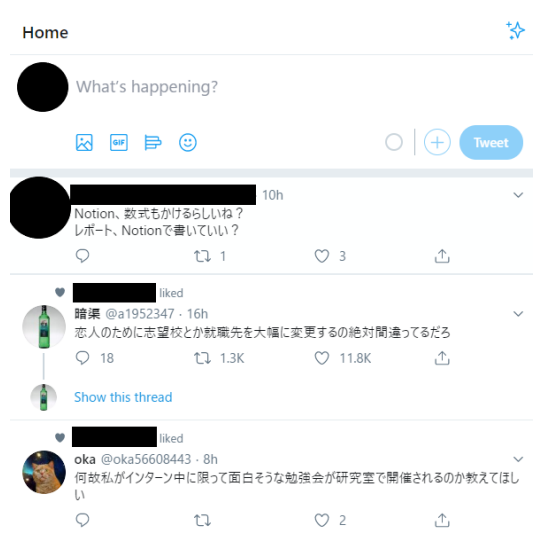 Home
What's happening?
GIF
Tweet
· 10h
Notion、数式もかけるらしいね？
レポート、Notionで書いていい？
1 3
liked
暗渠 @a1952347 · 16h
恋人のために志望校とか就職先を大幅に変更するの絶対間違ってるだろ
18 1.3K 11.8K
Show this thread
liked
oka @oka56608443 · 8h
何故私がインターン中に限って面白そうな勉強会が研究室で開催されるのか教えてほし
い
2